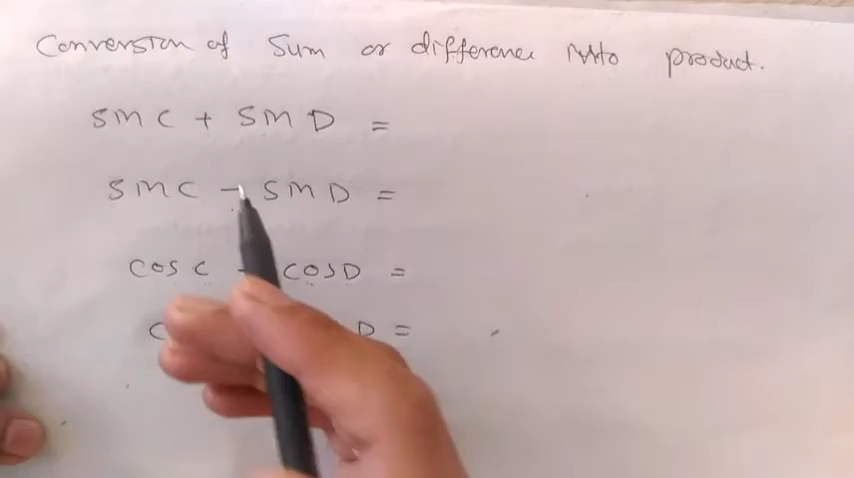 Conversion of Sum or difference into product.
sin C + sin D =
sin C - sin D =
cos C cos D =
C D =